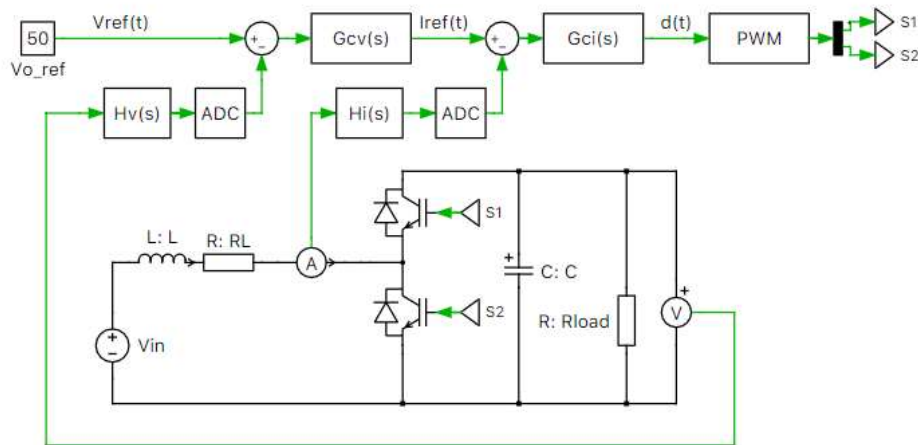 Vref(t)
Iref(t)
d(t)
S1
50
+
−
Gcv(s)
+
−
Gci(s)
PWM
S2
Vo_ref
Hv(s)
ADC
Hi(s)
ADC
S1
L: L
R: RL
A
+
C: C
+
V
S2
R: Rload
+
−
Vin